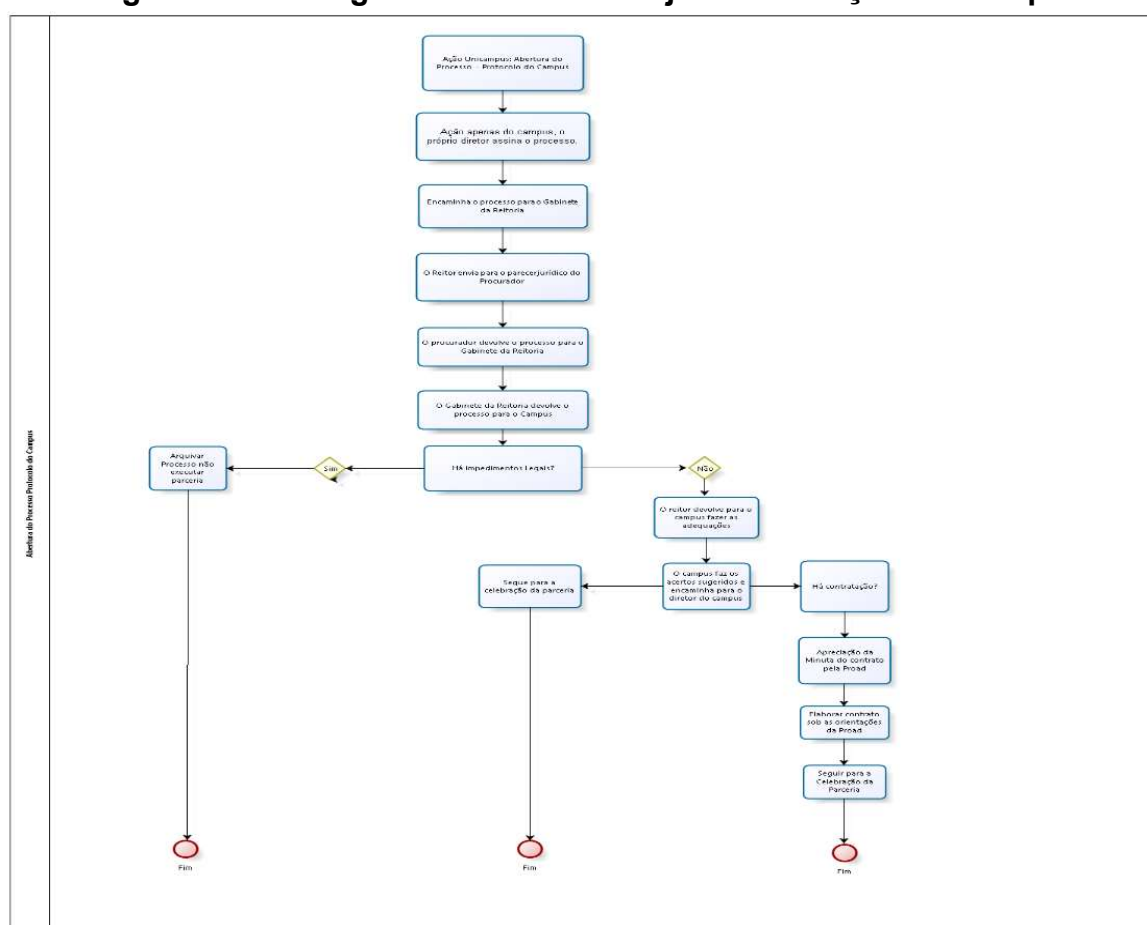 Ação Unicampus: Abertura do
Processo – Protocolo do Campus
Ação apenas do campus, o
próprio diretor assina o processo.
Encaminha o processo para o Gabinete
da Reitoria
O Reitor envia para o parecer jurídico do
Procurador
O procurador devolve o processo para o
Gabinete da Reitoria
O Gabinete da Reitoria devolve o
processo para o Campus
Arquivar
Processo não
executar
parceria
Sim
Há impedimentos Legais?
Não
O reitor devolve para o
campus fazer as
adequações
Segue para a
celebração da parceria
O campus faz os
acertos sugeridos e
encaminha para o
diretor do campus
Há contratação?
Apreciação da
Minuta do contrato
pela Proad
Elaborar contrato
sob as orientações
da Proad
Seguir para a
Celebração da
Parceria
Fim
Fim
Fim
Abertura do Processo Protocolo do Campus